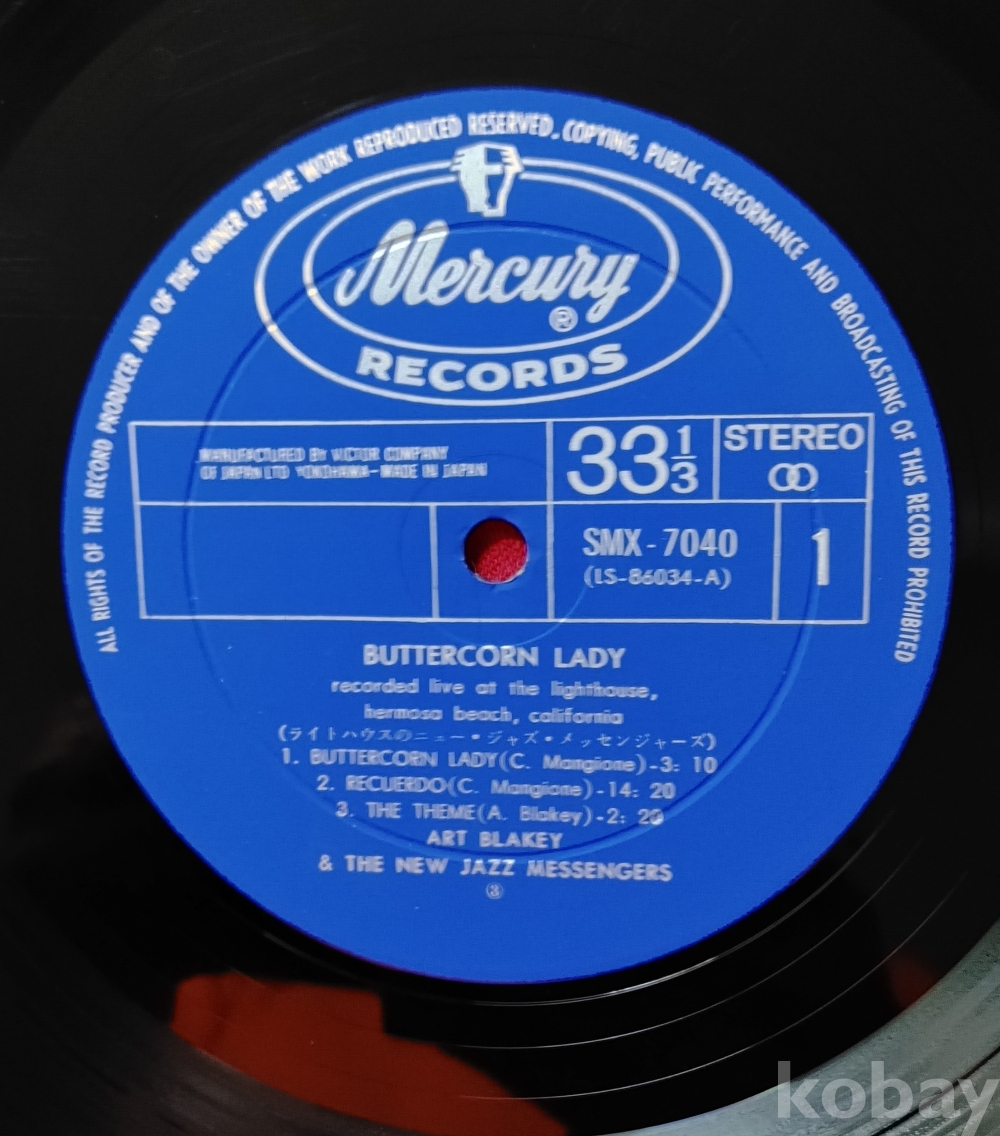 ALL RIGHTS OF THE RECORD PRODUCER AND OF THE OWNER OF THE WORK REPRODUCED RESERVED. COPYING, PUBLIC PERFORMANCE AND BROADCASTING OF THIS RECORD PROHIBITED
Mercury
®
RECORDS
MANUFACTURED BY VICTOR COMPANY
OF JAPAN LTD YOKOHAMA-MADE IN JAPAN
33 1/3
STEREO
SMX-7040
(LS-86034-A)
1
BUTTERCORN LADY
recorded live at the lighthouse,
hermosa beach, california
(ライトハウスのニュー・ジャズ・メッセンジャーズ)
1. BUTTERCORN LADY(C. Mangione)-3: 10
2. RECUERDO(C. Mangione)-14: 20
3. THE THEME(A. Blakey)-2: 20
ART BLAKEY
& THE NEW JAZZ MESSENGERS
③
kobay